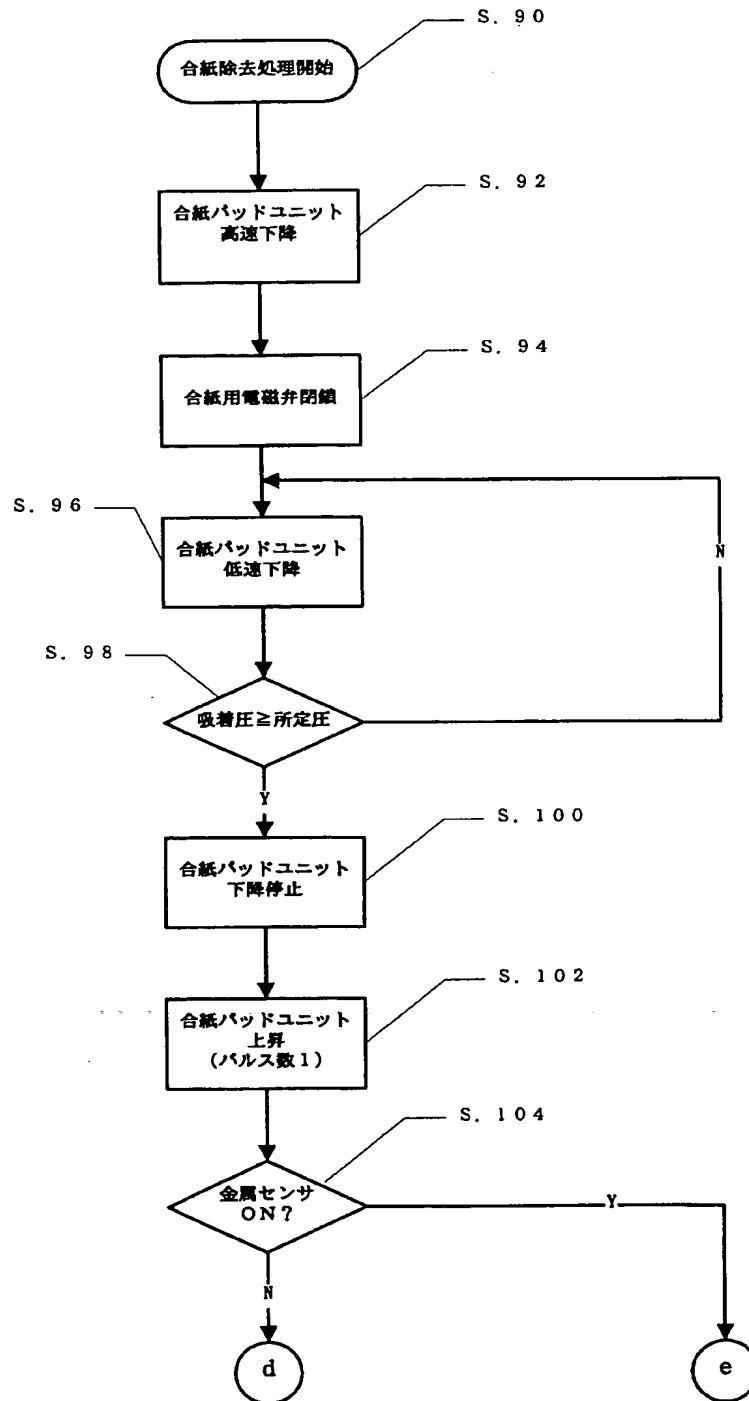 S. 90
合紙除去処理開始
S. 92
合紙パッドユニット
高速下降
S. 94
合紙用電磁弁閉鎖
S. 96
合紙パッドユニット
低速下降
N
S. 98
吸着圧≧所定圧
Y
S. 100
合紙パッドユニット
下降停止
S. 102
合紙パッドユニット
上昇
(パルス数1)
S. 104
金属センサ
ON?
Y
N
d
e